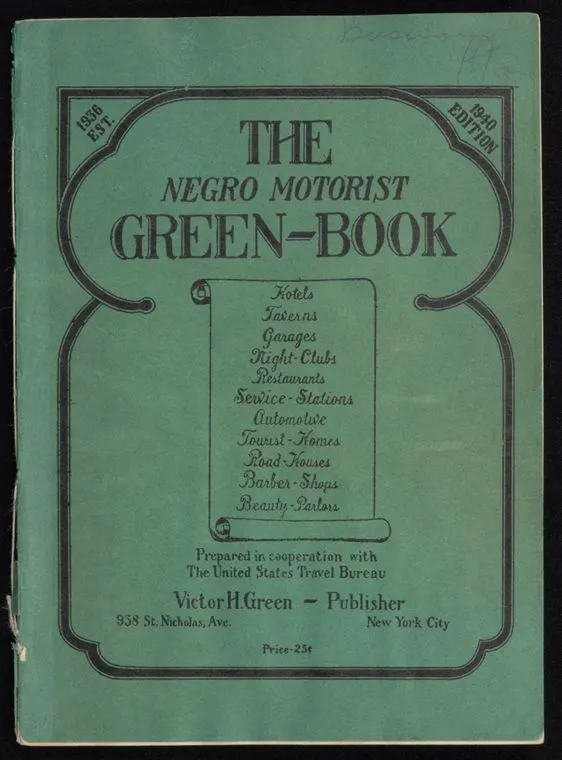 1936
EST.
1940
EDITION
THE
NEGRO MOTORIST
GREEN-BOOK
Hotels
Taverns
Garages
Night-Clubs
Restaurants
Service-Stations
Automotive
Tourist-Homes
Road-Houses
Barber-Shops
Beauty-Parlors
Prepared in cooperation with
The United States Travel Bureau
Victor H. Green - Publisher
938 St. Nicholas, Ave. New York City
Price-25¢